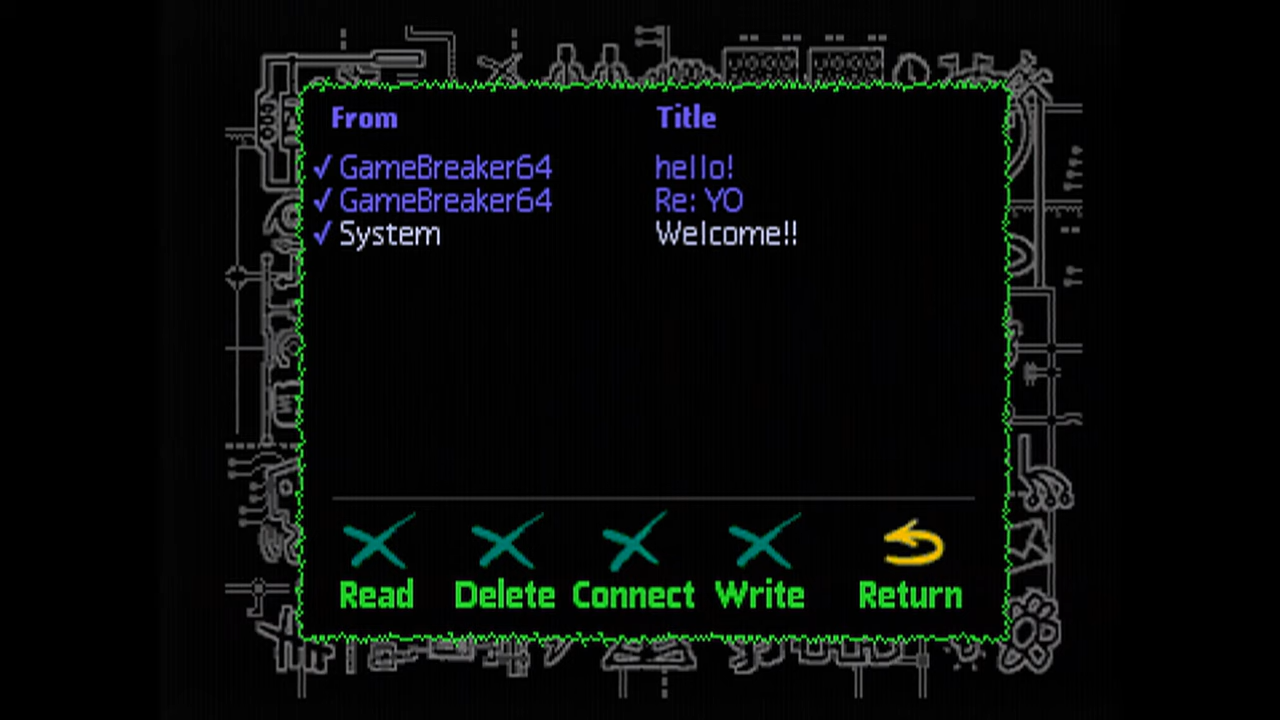 From Title
✓ GameBreaker64 hello!
✓ GameBreaker64 Re: YO
✓ System Welcome!!
Read Delete Connect Write Return